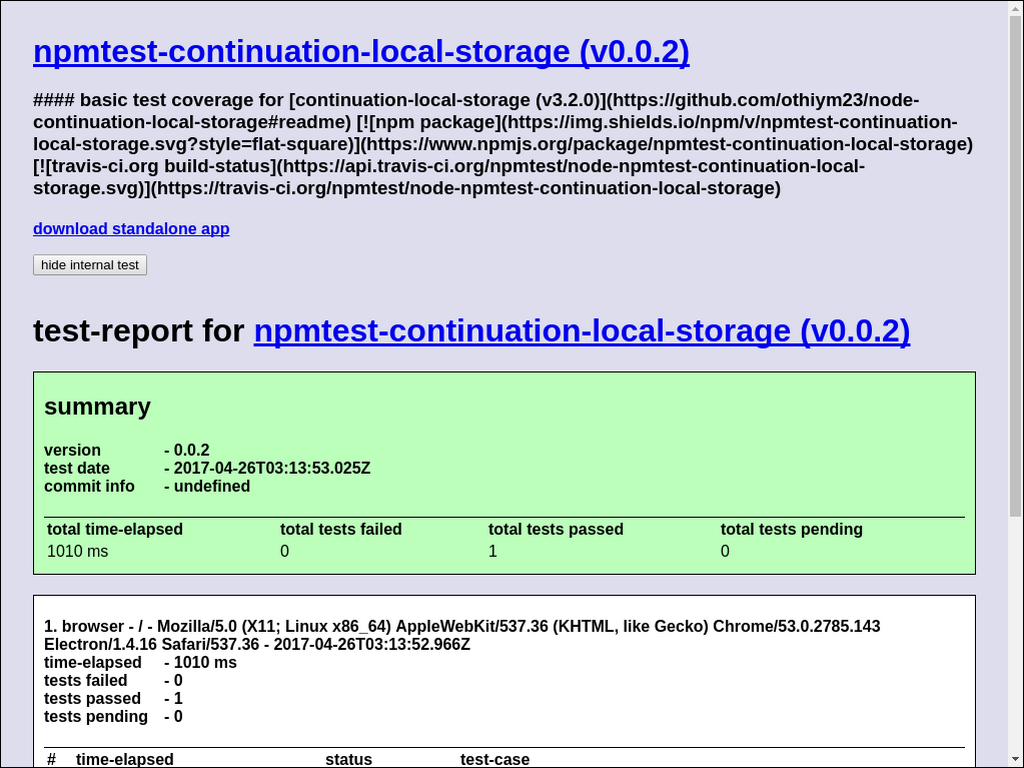 npmtest-continuation-local-storage (v0.0.2)
#### basic test coverage for [continuation-local-storage (v3.2.0)](https://github.com/othiym23/node-
continuation-local-storage#readme) [![npm package](https://img.shields.io/npm/v/npmtest-continuation-
local-storage.svg?style=flat-square)](https://www.npmjs.org/package/npmtest-continuation-local-storage)
[![travis-ci.org build-status](https://api.travis-ci.org/npmtest/node-npmtest-continuation-local-
storage.svg)](https://travis-ci.org/npmtest/node-npmtest-continuation-local-storage)
download standalone app
hide internal test
test-report for npmtest-continuation-local-storage (v0.0.2)
summary
version - 0.0.2
test date - 2017-04-26T03:13:53.025Z
commit info - undefined
total time-elapsed total tests failed total tests passed total tests pending
1010 ms 0 1 0
1. browser - / - Mozilla/5.0 (X11; Linux x86_64) AppleWebKit/537.36 (KHTML, like Gecko) Chrome/53.0.2785.143
Electron/1.4.16 Safari/537.36 - 2017-04-26T03:13:52.966Z
time-elapsed - 1010 ms
tests failed - 0
tests passed - 1
tests pending - 0
# time-elapsed status test-case